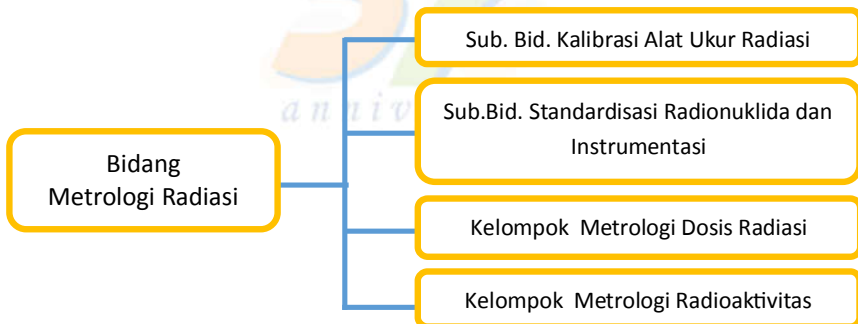 Sub. Bid. Kalibrasi Alat Ukur Radiasi
anniv
Sub.Bid. Standardisasi Radionuklida dan
Instrumentasi
Bidang
Metrologi Radiasi
Kelompok Metrologi Dosis Radiasi
Kelompok Metrologi Radioaktivitas